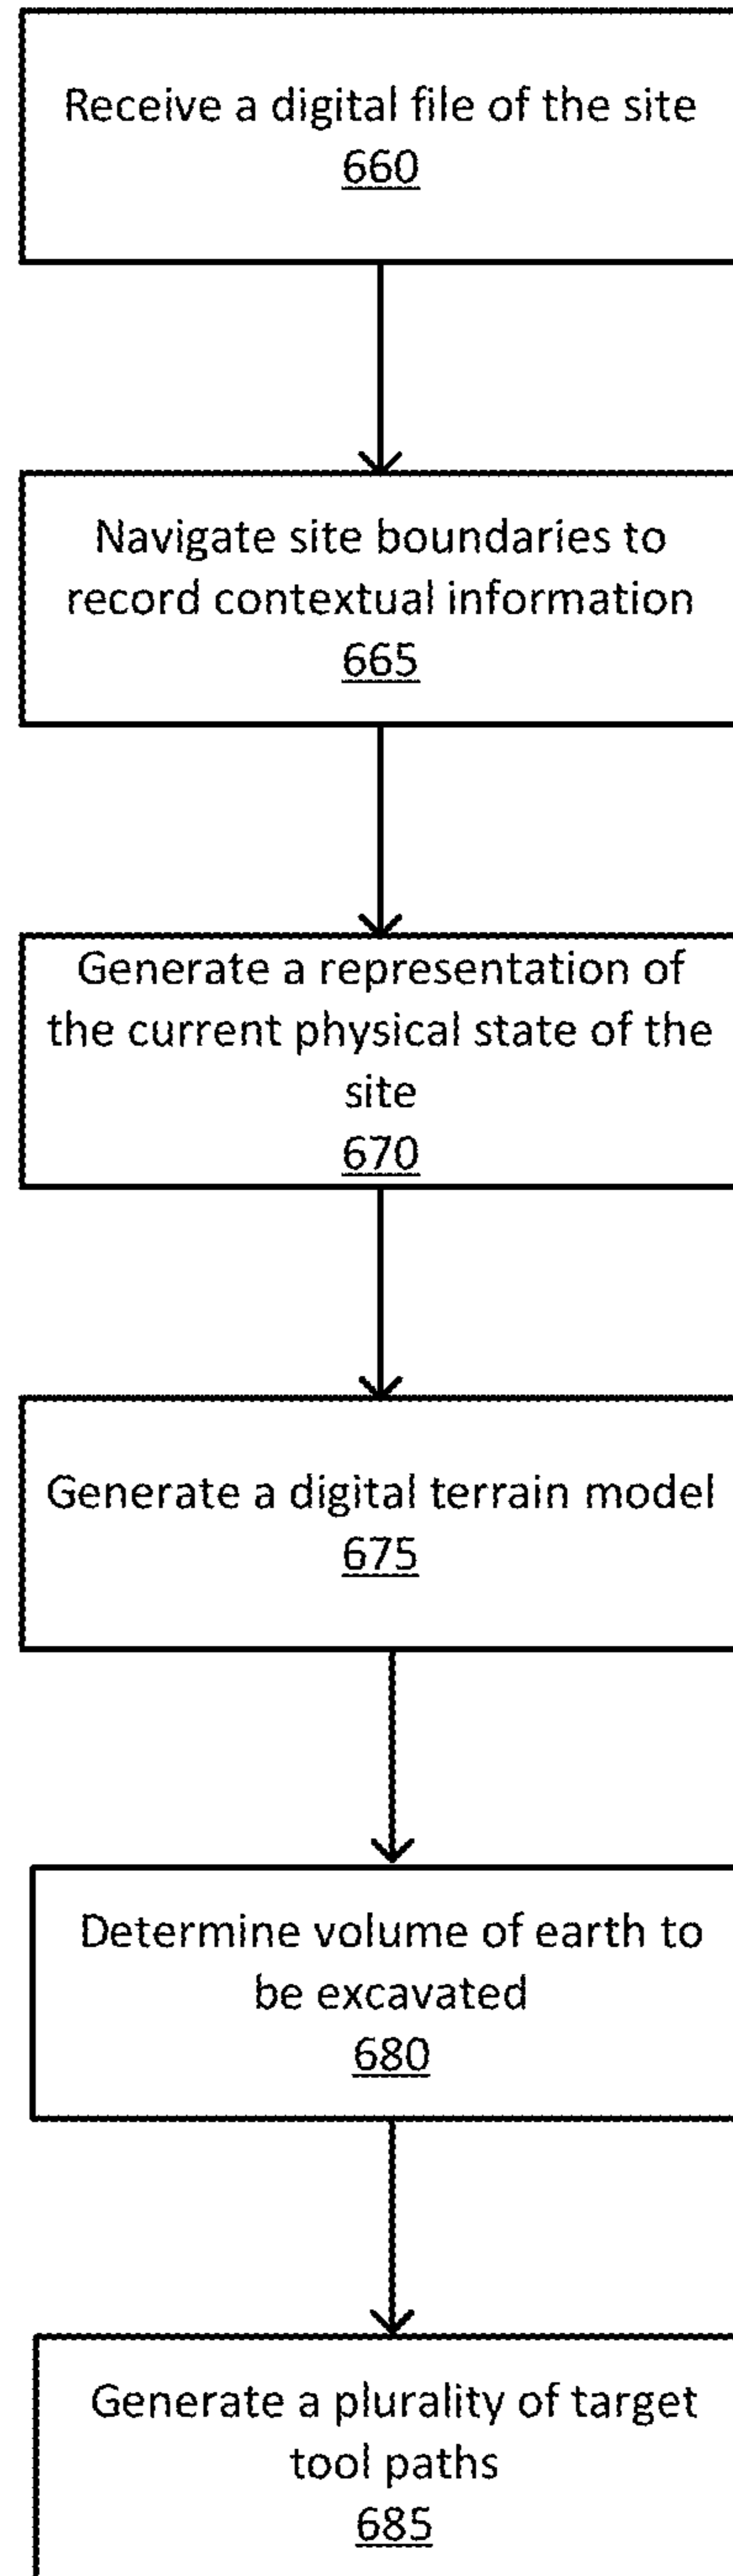 Receive a digital file of the site
660
Navigate site boundaries to
record contextual information
665
Generate a representation of
the current physical state of the
site
670
Generate a digital terrain model
675
Determine volume of earth to
be excavated
680
Generate a plurality of target
tool paths
685